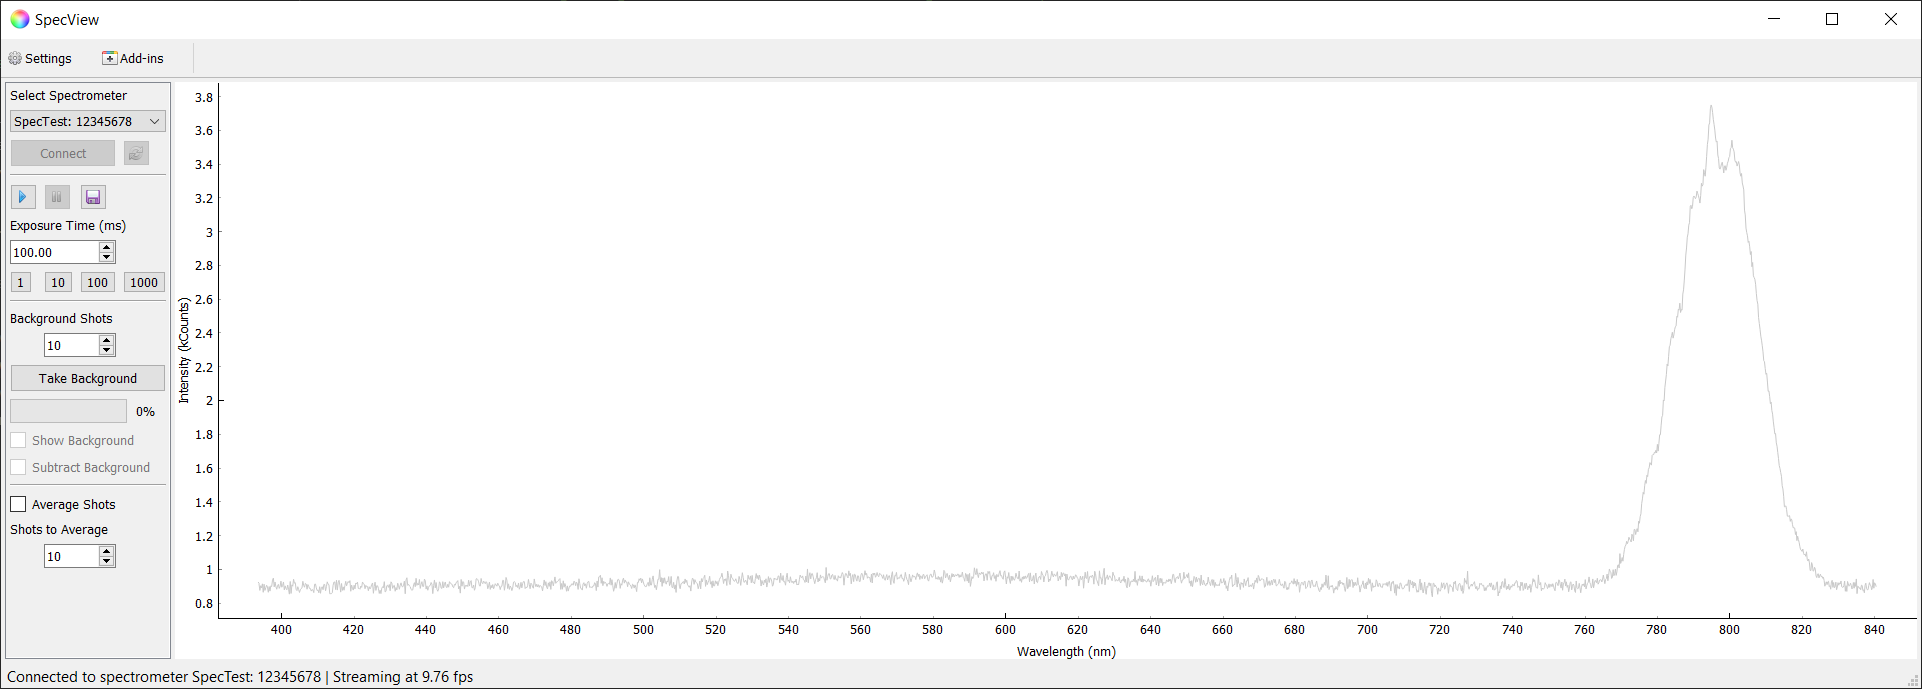 SpecView
Settings Add-ins
Select Spectrometer
SpecTest: 12345678
Connect
Exposure Time (ms)
100.00
1 10 100 1000
Background Shots
10
Take Background
0%
Show Background
Subtract Background
Average Shots
Shots to Average
10
Intensity (kCounts)
3.8
3.6
3.4
3.2
3
2.8
2.6
2.4
2.2
2
1.8
1.6
1.4
1.2
1
0.8
400 420 440 460 480 500 520 540 560 580 600 620 640 660 680 700 720 740 760 780 800 820 840
Wavelength (nm)
Connected to spectrometer SpecTest: 12345678 | Streaming at 9.76 fps